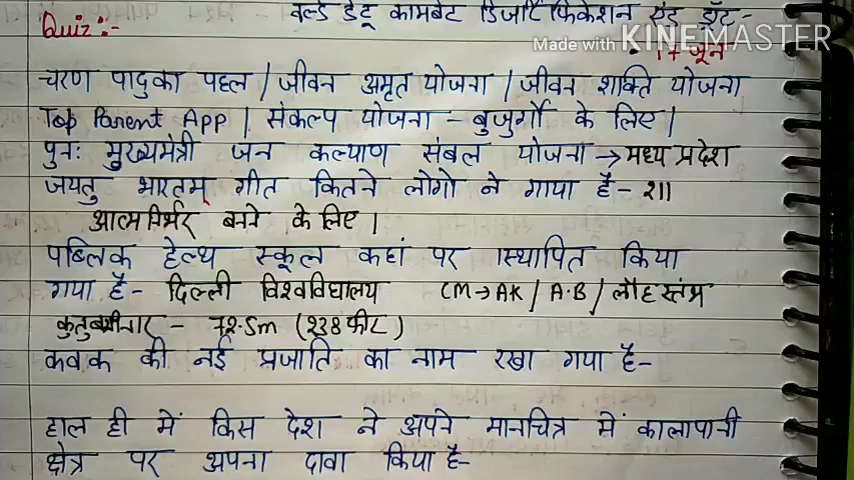 Quiz:- वर्ल्ड डेटू कामबेट डिजर्टिफिकेशन एंड ड्रॉट-
Made with KINEMASTER
17 जून
चरण पादुका पहल / जीवन अमृत योजना / जीवन शक्ति योजना
Top Parent App | संकल्प योजना - बुजुर्गो के लिए |
पुनः मुख्यमंत्री जन कल्याण संबल योजना → मध्य प्रदेश
जयतु भारतम् गीत कितने लोगो ने गाया है - 211
आत्मनिर्भर बनने के लिए |
पब्लिक हेल्थ स्कूल कहां पर स्थापित किया
गया है- दिल्ली विश्वविद्यालय CM→AK / A.B / लौह स्तंभ
कुतुबमीनार - 72.5m (238 फीट)
कवक की नई प्रजाति का नाम रखा गया है-
हाल ही में किस देश ने अपने मानचित्र में कालापानी
क्षेत्र पर अपना दावा किया है-